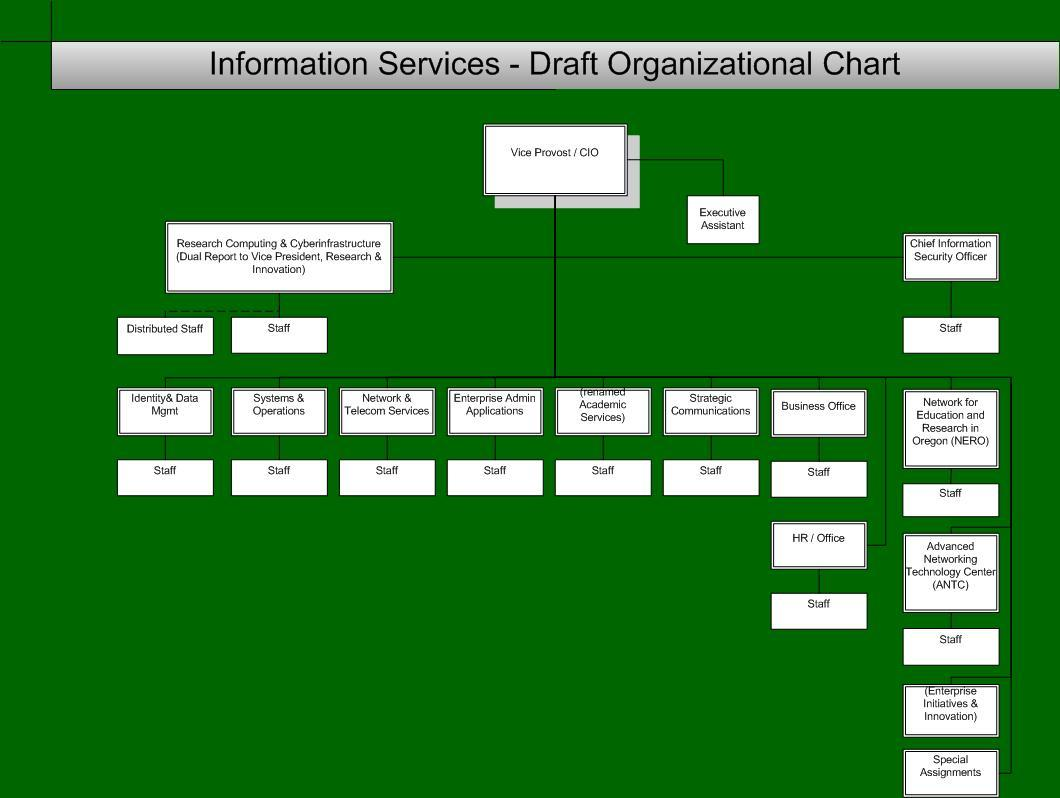 Information Services - Draft Organizational Chart
Vice Provost / CIO
Executive
Assistant
Research Computing & Cyberinfrastructure
(Dual Report to Vice President, Research &
Innovation)
Chief Information
Security Officer
Distributed Staff
Staff
Staff
Identity& Data
Mgmt
Systems &
Operations
Network &
Telecom Services
Enterprise Admin
Applications
(renamed
Academic
Services)
Strategic
Communications
Business Office
Network for
Education and
Research in
Oregon (NERO)
Staff
Staff
Staff
Staff
Staff
Staff
Staff
Staff
HR / Office
Staff
Advanced
Networking
Technology Center
(ANTC)
Staff
(Enterprise
Initiatives &
Innovation)
Special
Assignments